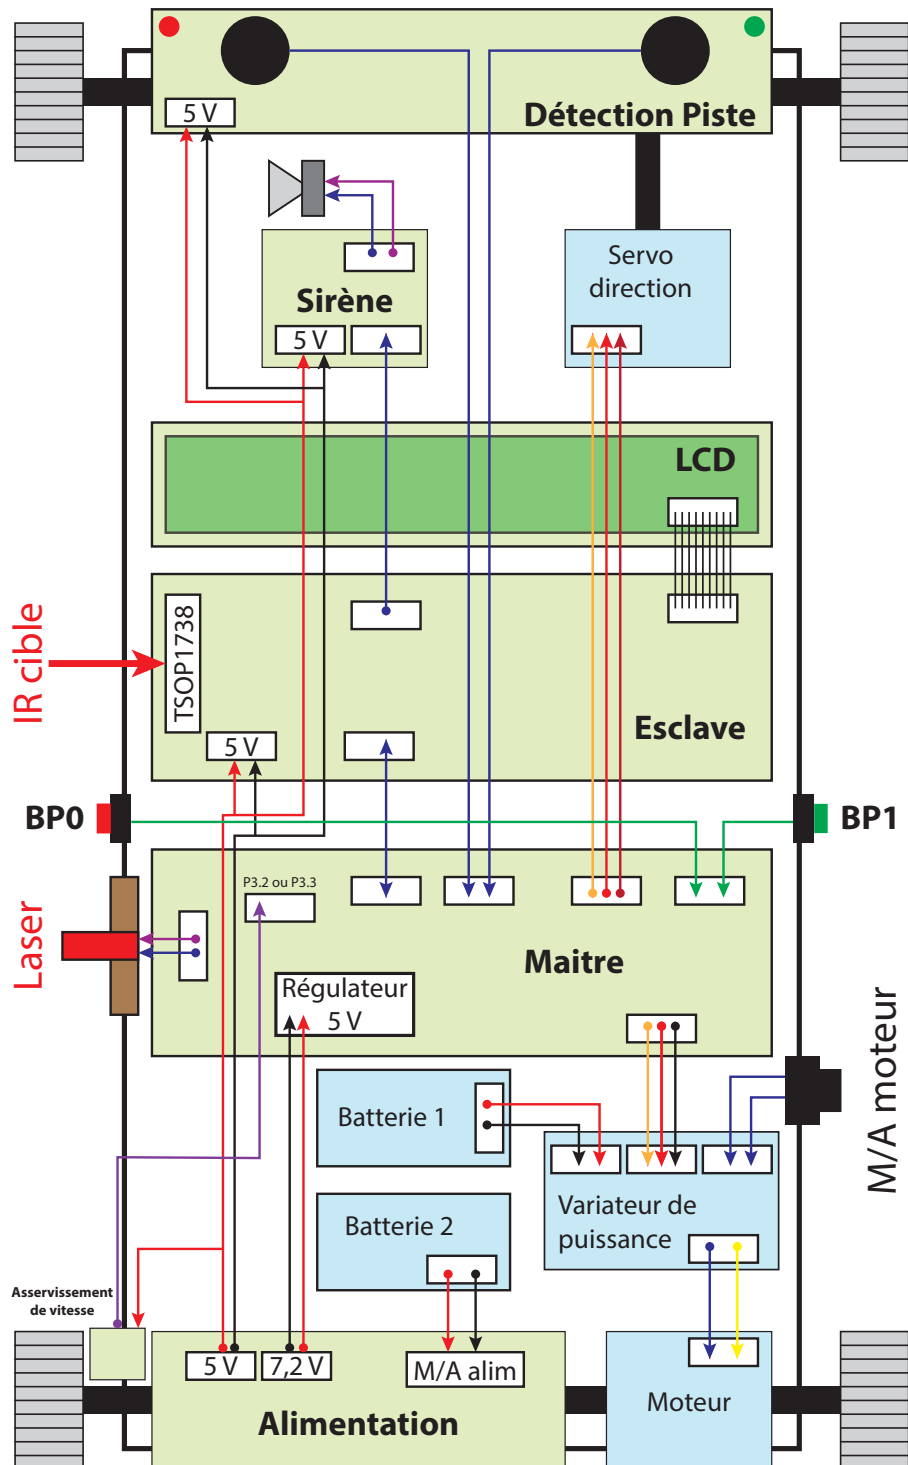 5 V
Détection Piste
Servo
direction
Sirène
5 V
LCD
IR cible
TSOP1738
Esclave
5 V
BP0
BP1
P3.2 ou P3.3
Laser
Maitre
Régulateur
5 V
M/A moteur
Batterie 1
Variateur de
puissance
Batterie 2
Asservissement
de vitesse
5 V
7,2 V
M/A alim
Moteur
Alimentation